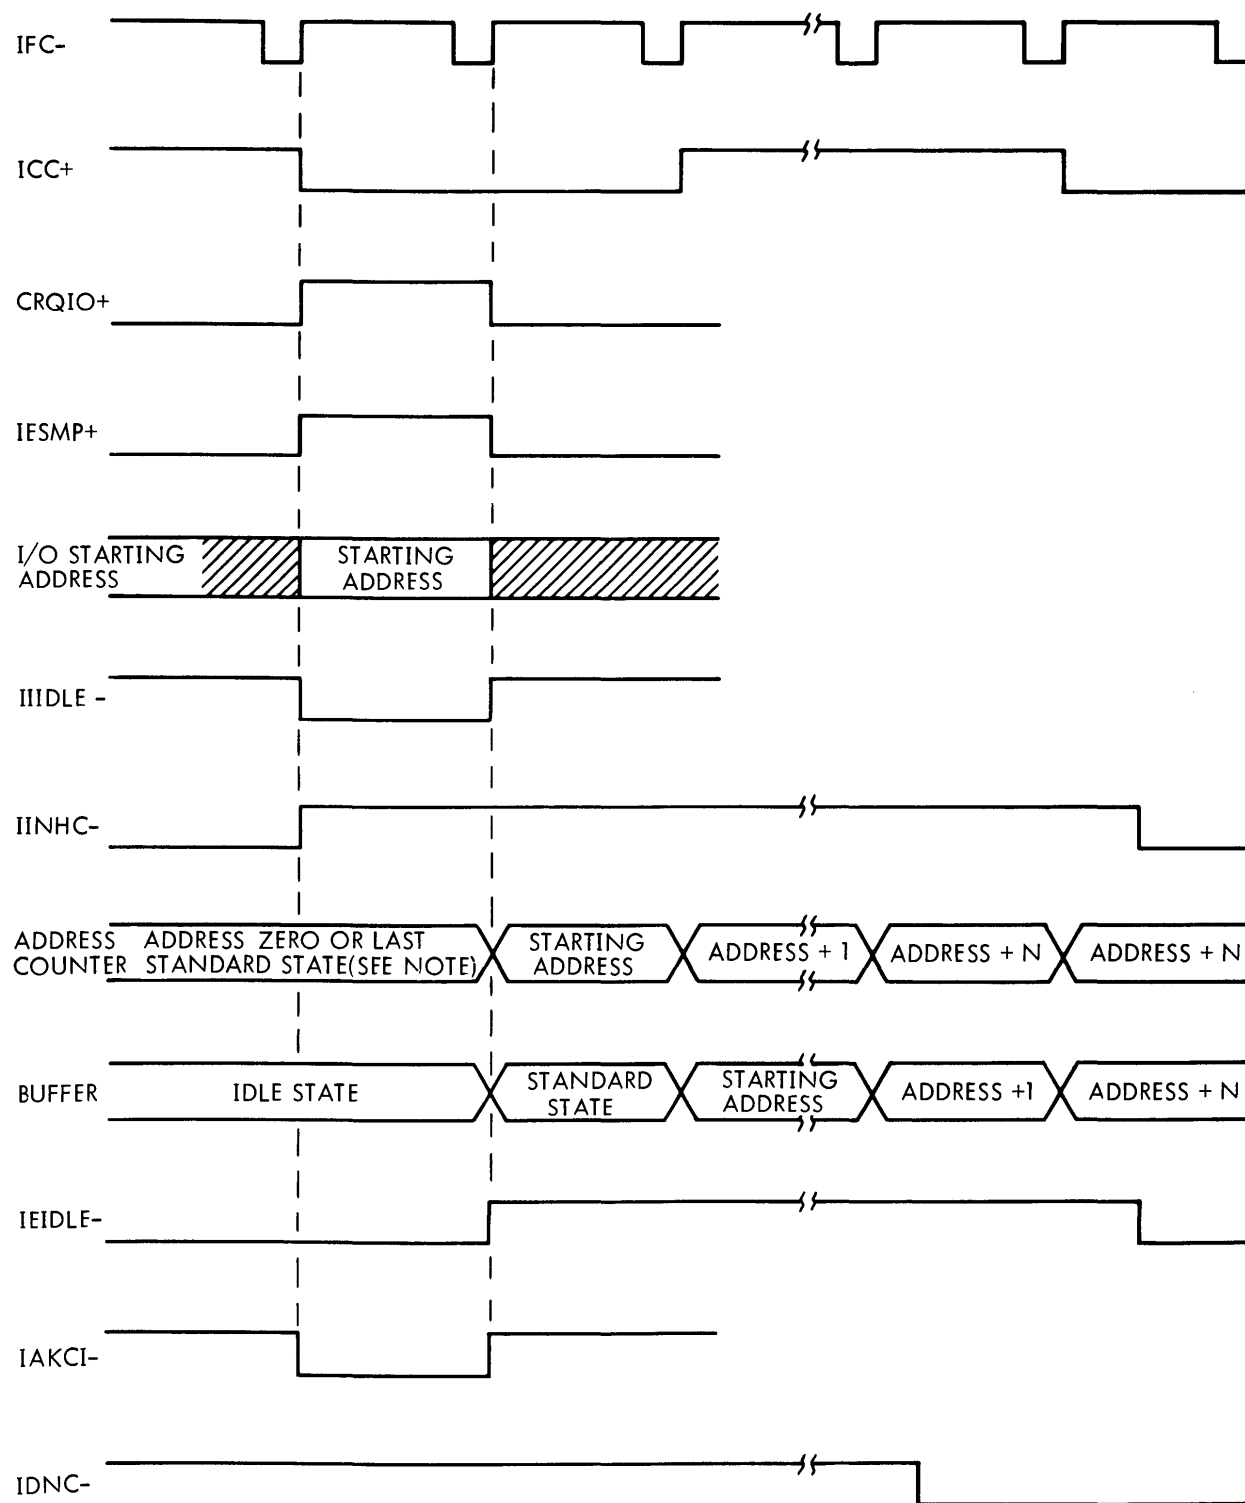 IFC-
ICC+
CRQIO+
IESMP+
I/O STARTING
ADDRESS
STARTING
ADDRESS
IIIDLE -
IINHC-
ADDRESS
COUNTER
ADDRESS ZERO OR LAST
STANDARD STATE(SEE NOTE)
STARTING
ADDRESS
ADDRESS + 1
ADDRESS + N
ADDRESS + N
BUFFER
IDLE STATE
STANDARD
STATE
STARTING
ADDRESS
ADDRESS +1
ADDRESS + N
IEIDLE-
IAKCI-
IDNC-